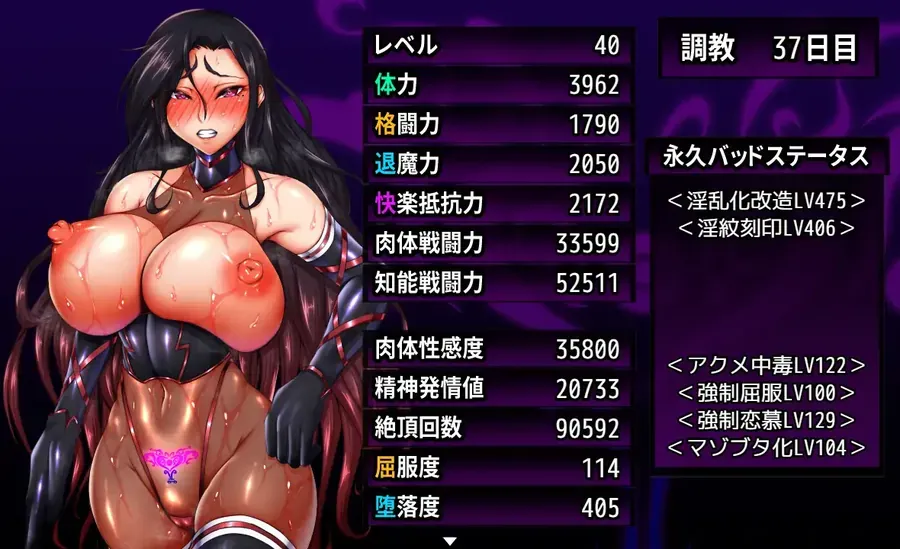 レベル 40
体力 3962
格闘力 1790
退魔力 2050
快楽抵抗力 2172
肉体戦闘力 33599
知能戦闘力 52511
肉体性感度 35800
精神発情値 20733
絶頂回数 90592
屈服度 114
堕落度 405
調教 37日目
永久バッドステータス
<淫乱化改造LV475>
<淫紋刻印LV406>
<アクメ中毒LV122>
<強制屈服LV100>
<強制恋慕LV129>
<マゾブタ化LV104>